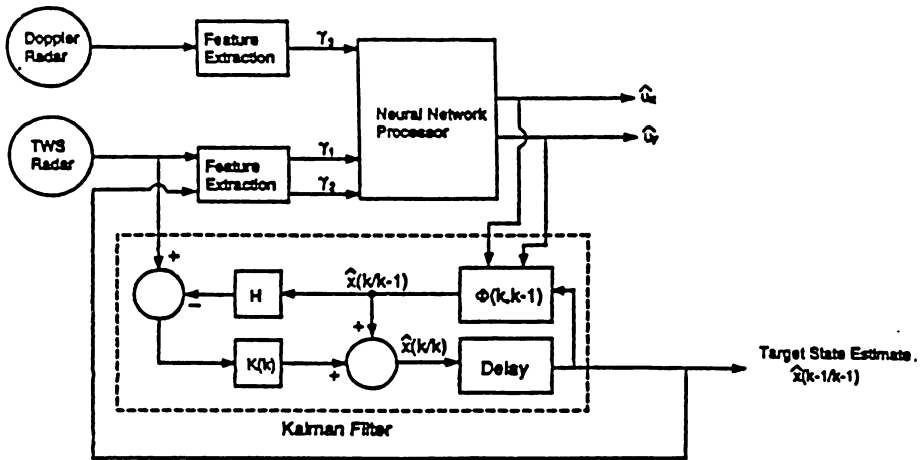 Doppler
Radar
Feature
Extraction
γ₃
Neural Network
Processor
û_x
û_y
TWS
Radar
Feature
Extraction
γ₁
γ₂
+
−
H
x̂(k/k-1)
Φ(k,k-1)
+
K(k)
+
x̂(k/k)
Delay
Target State Estimate.
x̂(k-1/k-1)
Kalman Filter